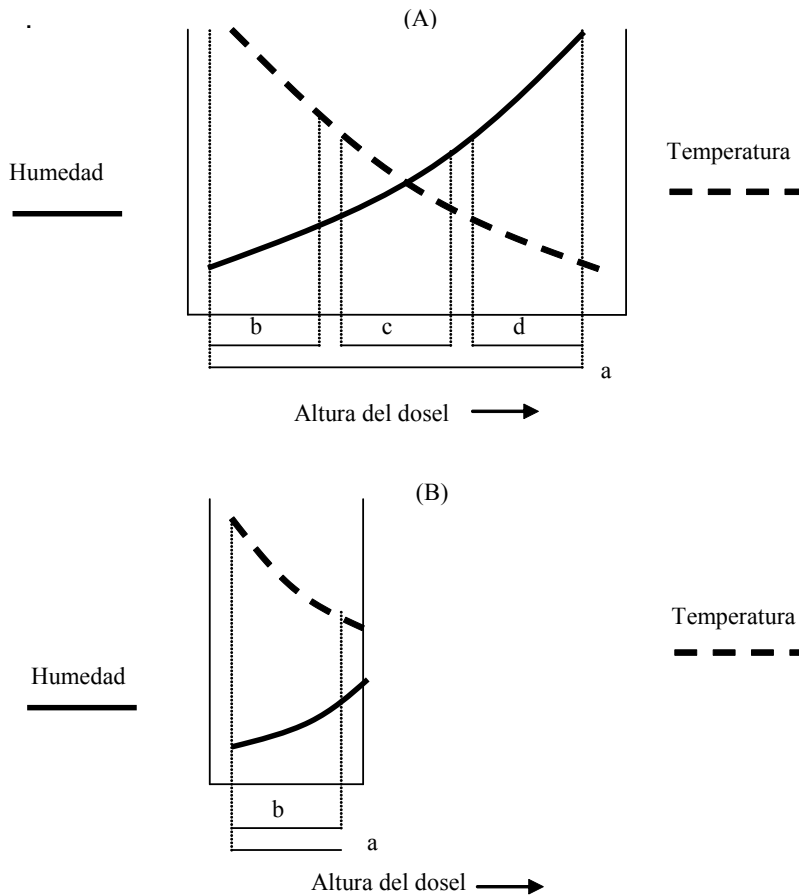 (A)
Humedad
Temperatura
b
c
d
a
Altura del dosel
(B)
Humedad
Temperatura
b
a
Altura del dosel